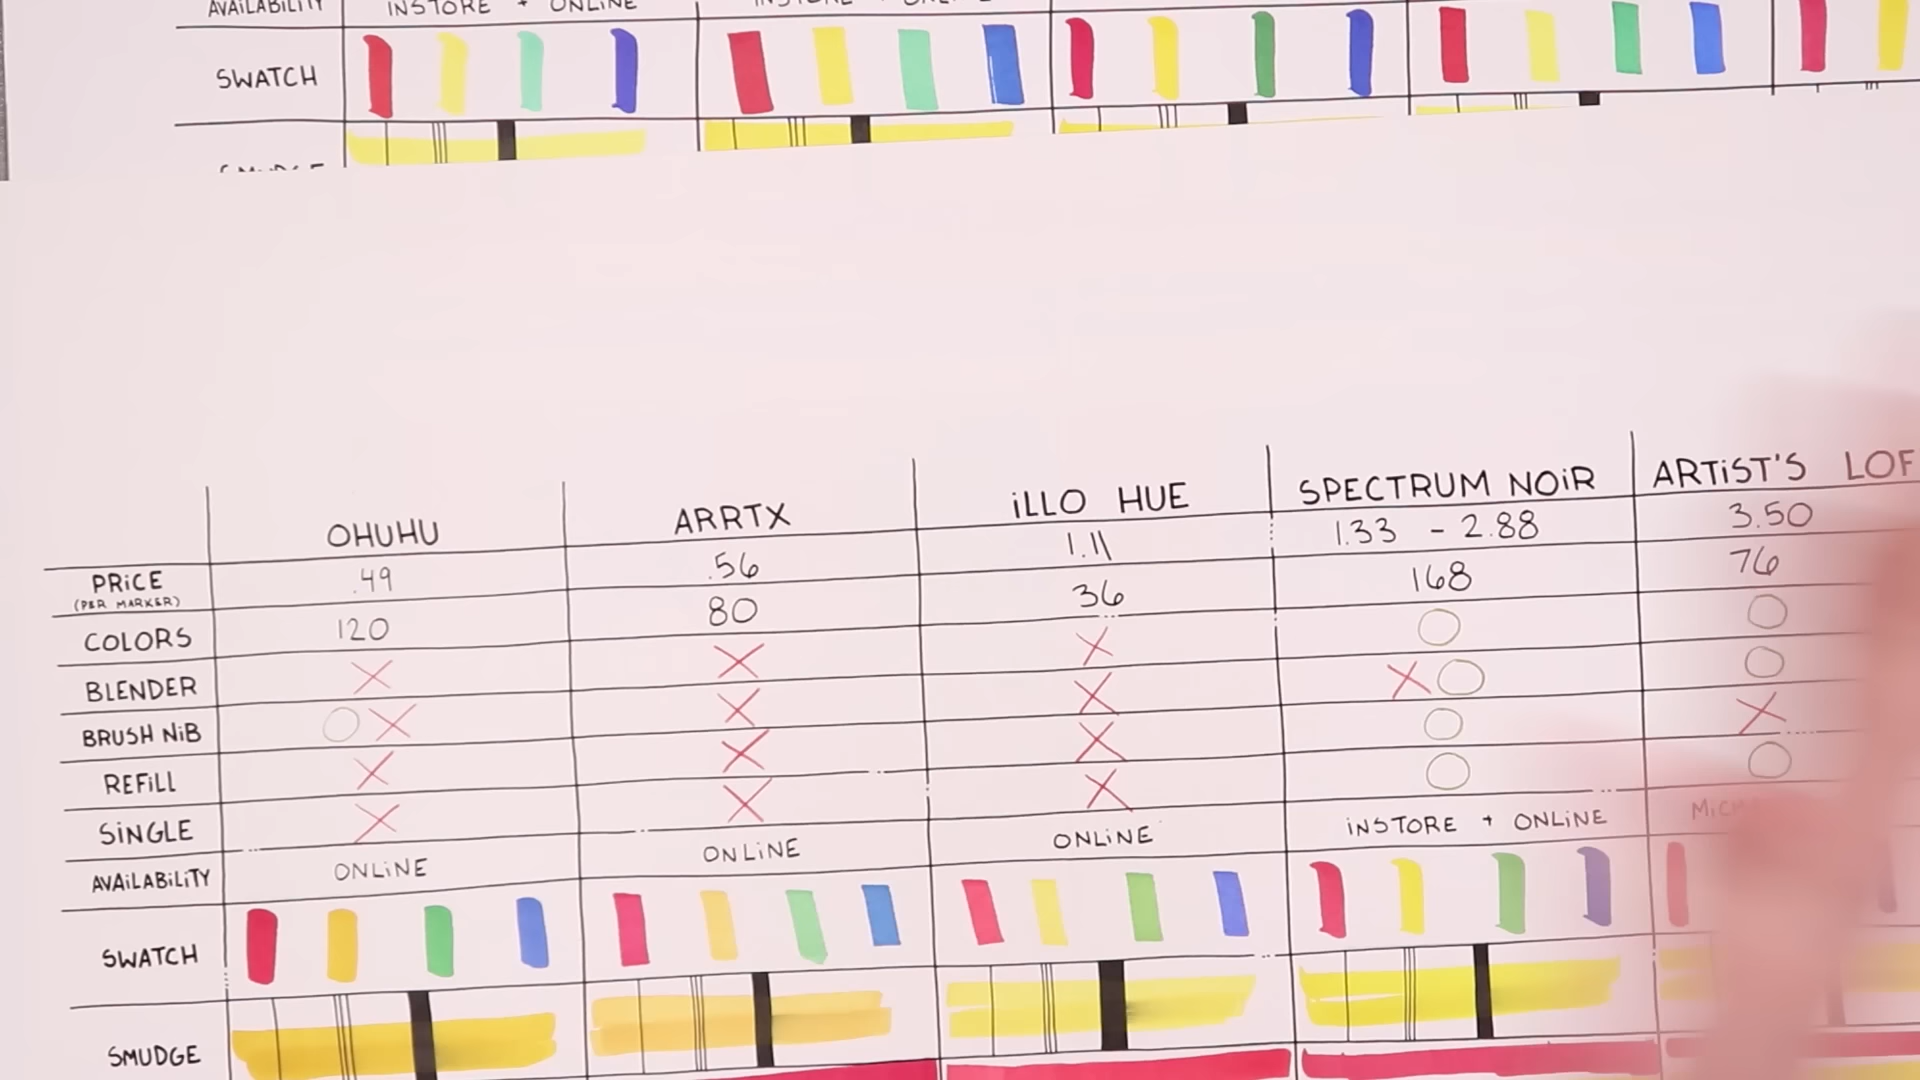 AVAiLABiLiTY iNSTORE + ONLiNE
SWATCH
OHUHU ARRTX iLLO HUE SPECTRUM NOiR ARTiST'S LOF
PRiCE .49 .56 1.11 1.33 - 2.88 3.50
(PER MARKER)
COLORS 120 80 36 168 76
BLENDER X X X O O
BRUSH NiB O X X X X O O
REFiLL X X X O X
SiNGLE X X X O O
AVAiLABiLiTY ONLiNE ONLiNE ONLiNE iNSTORE + ONLiNE
SWATCH
SMUDGE